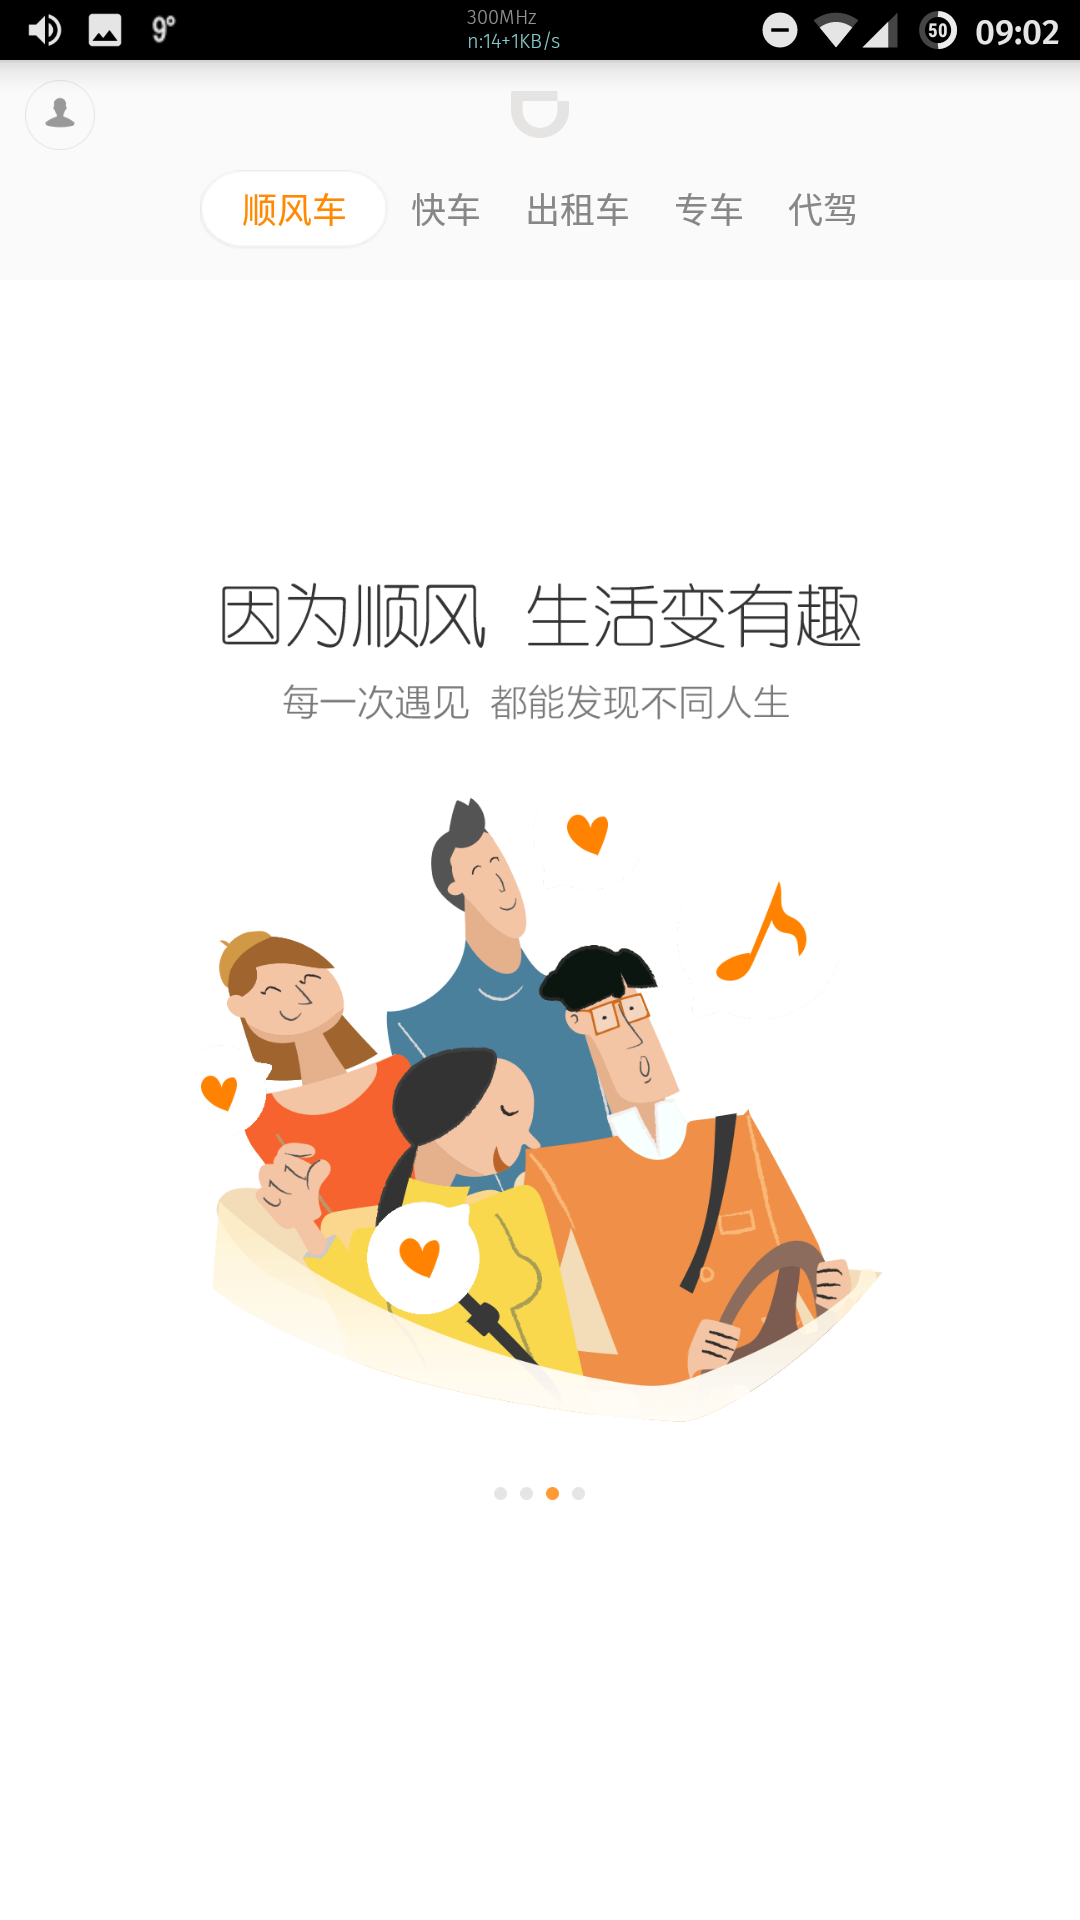 9°
300MHz
n:14+1KB/s
50
09:02
顺风车 快车 出租车 专车 代驾
因为顺风 生活变有趣
每一次遇见 都能发现不同人生